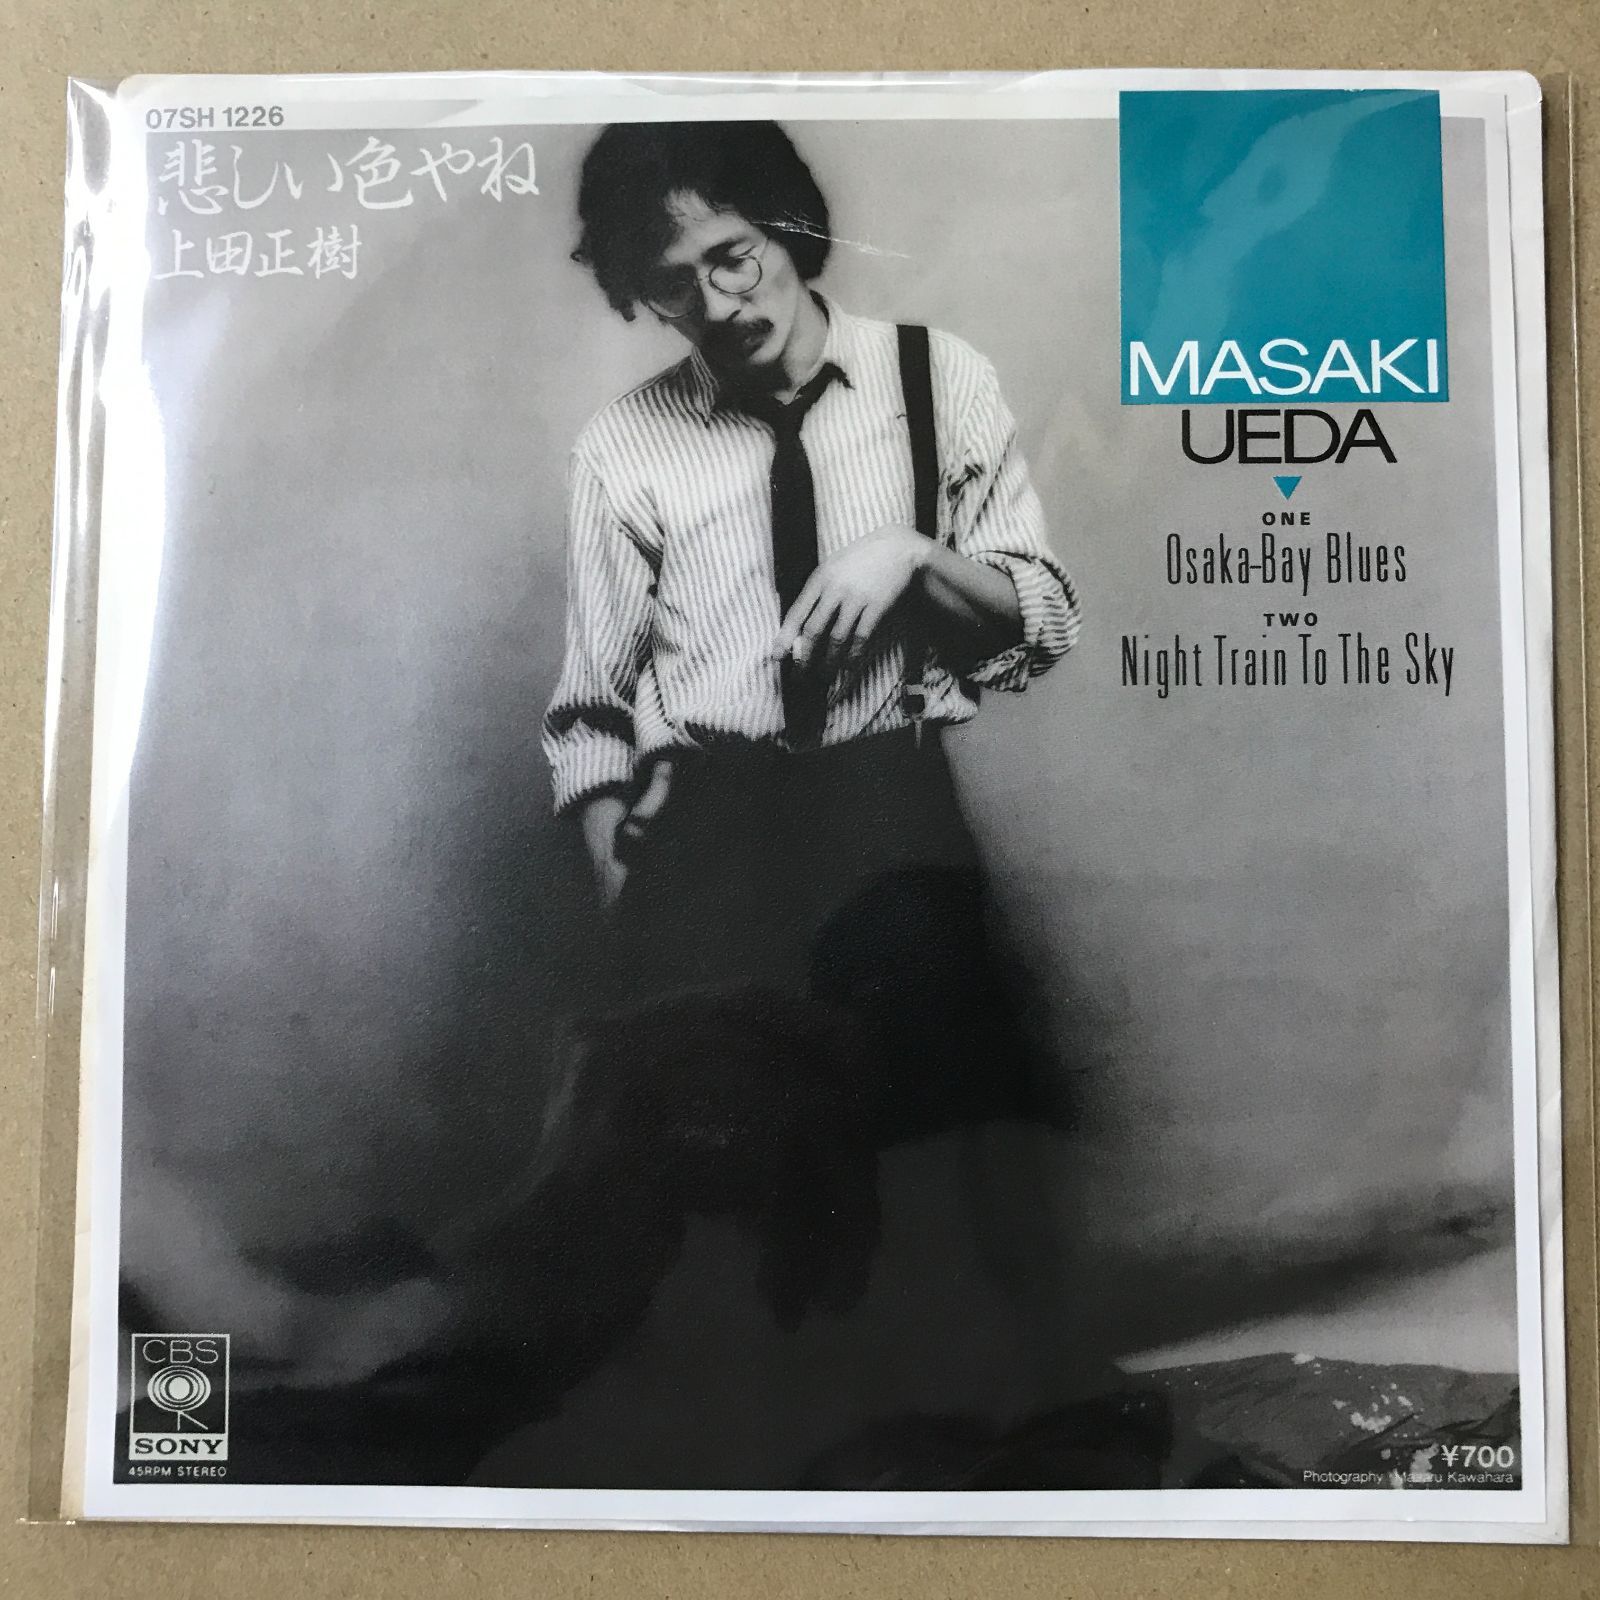 07SH 1226
悲しい色やね
上田正樹
MASAKI
UEDA
ONE
Osaka-Bay Blues
TWO
Night Train To The Sky
CBS
SONY
45RPM STEREO
¥700
Photography : Masaru Kawahara